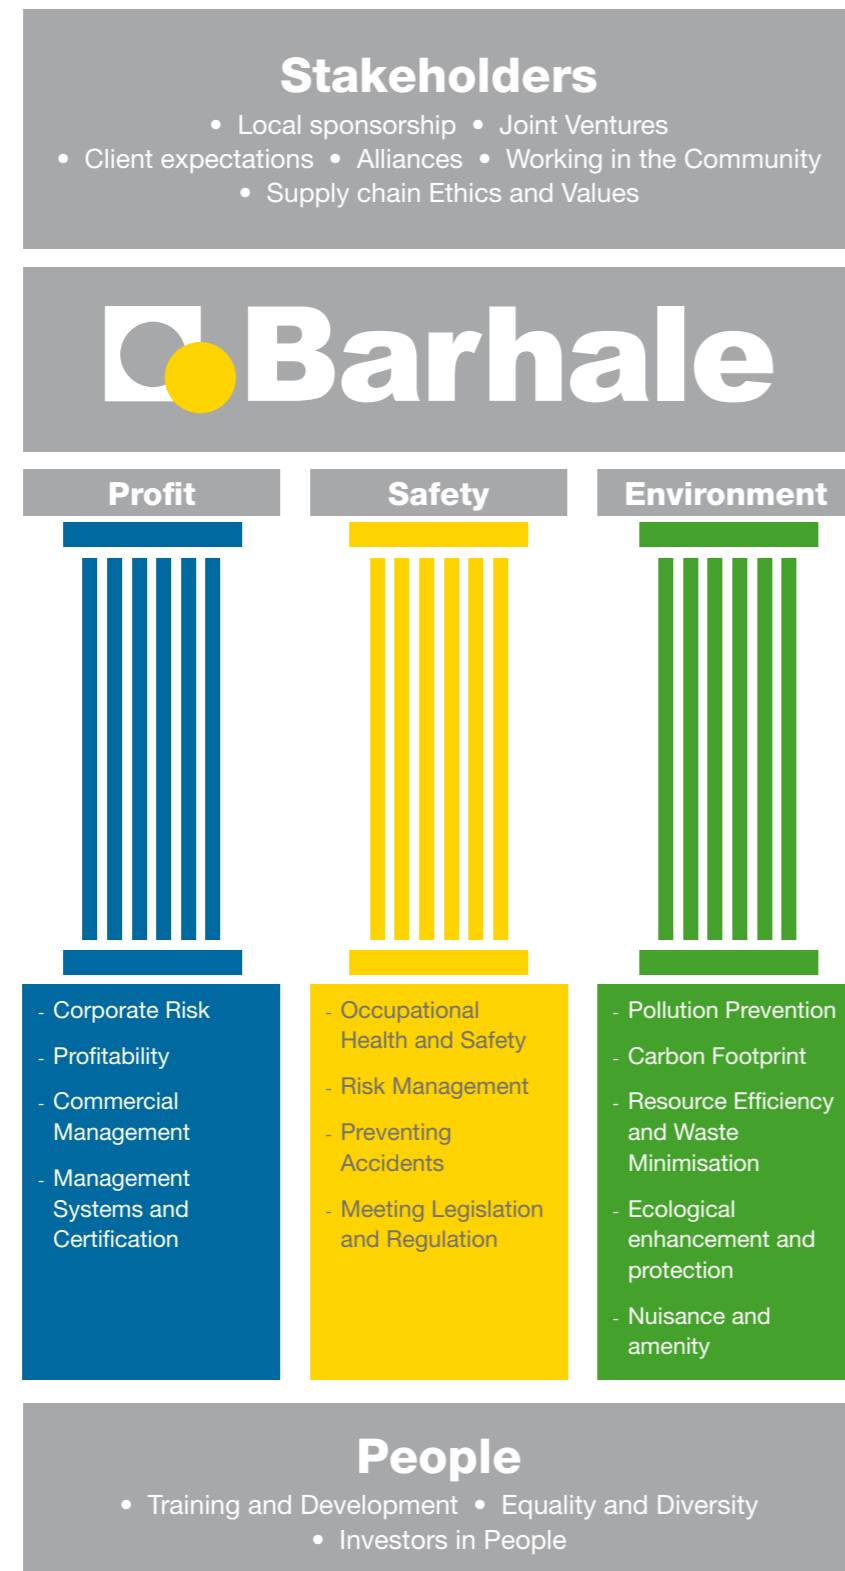 Stakeholders
• Local sponsorship • Joint Ventures
• Client expectations • Alliances • Working in the Community
• Supply chain Ethics and Values
Barhale
Profit
Safety
Environment
- Corporate Risk
- Profitability
- Commercial
Management
- Management
Systems and
Certification
- Occupational
Health and Safety
- Risk Management
- Preventing
Accidents
- Meeting Legislation
and Regulation
- Pollution Prevention
- Carbon Footprint
- Resource Efficiency
and Waste
Minimisation
- Ecological
enhancement and
protection
- Nuisance and
amenity
People
• Training and Development • Equality and Diversity
• Investors in People